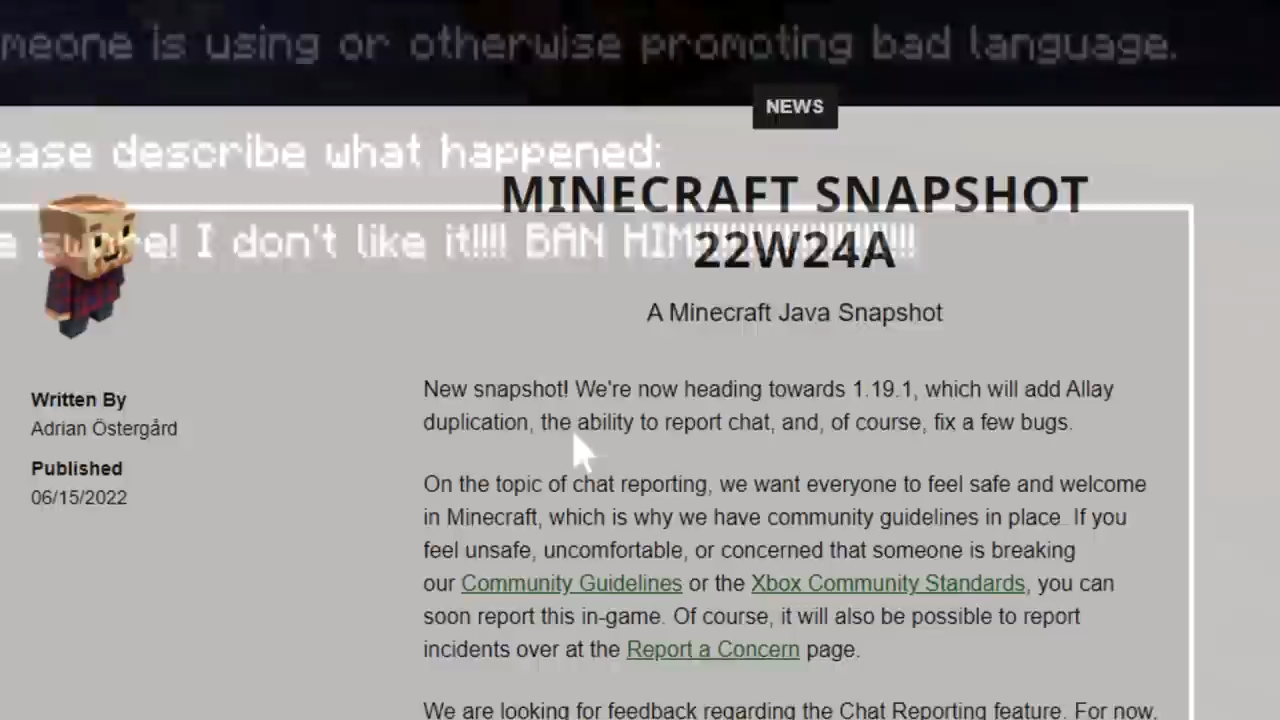 meone is using or otherwise promoting bad language.
NEWS
ease describe what happened:
MINECRAFT SNAPSHOT
e swore! I don't like it!!!! BAN HIM!!!!!!!!!!!!!!!!!!!!
22W24A
A Minecraft Java Snapshot
Written By
Adrian Östergård
Published
06/15/2022
New snapshot! We're now heading towards 1.19.1, which will add Allay
duplication, the ability to report chat, and, of course, fix a few bugs.
On the topic of chat reporting, we want everyone to feel safe and welcome
in Minecraft, which is why we have community guidelines in place. If you
feel unsafe, uncomfortable, or concerned that someone is breaking
our Community Guidelines or the Xbox Community Standards, you can
soon report this in-game. Of course, it will also be possible to report
incidents over at the Report a Concern page.
We are looking for feedback regarding the Chat Reporting feature. For now,